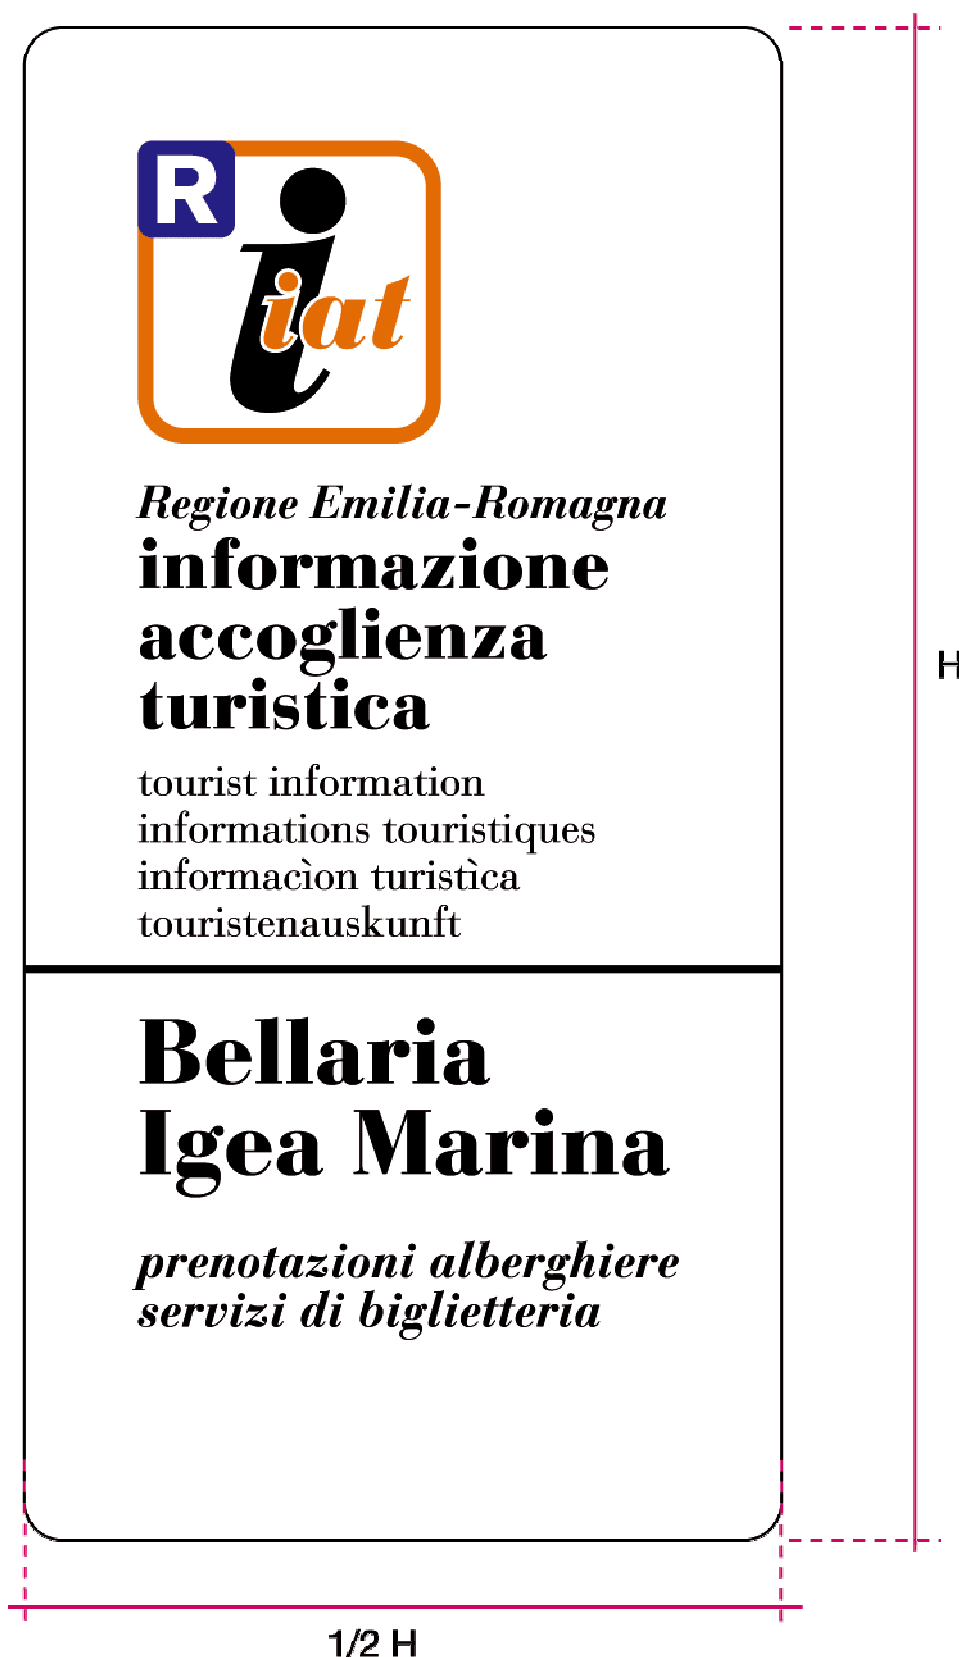 R
iat
Regione Emilia-Romagna
informazione
accoglienza
turistica
tourist information
informations touristiques
informacìon turistìca
touristenauskunft
H
Bellaria
Igea Marina
prenotazioni alberghiere
servizi di biglietteria
1/2 H